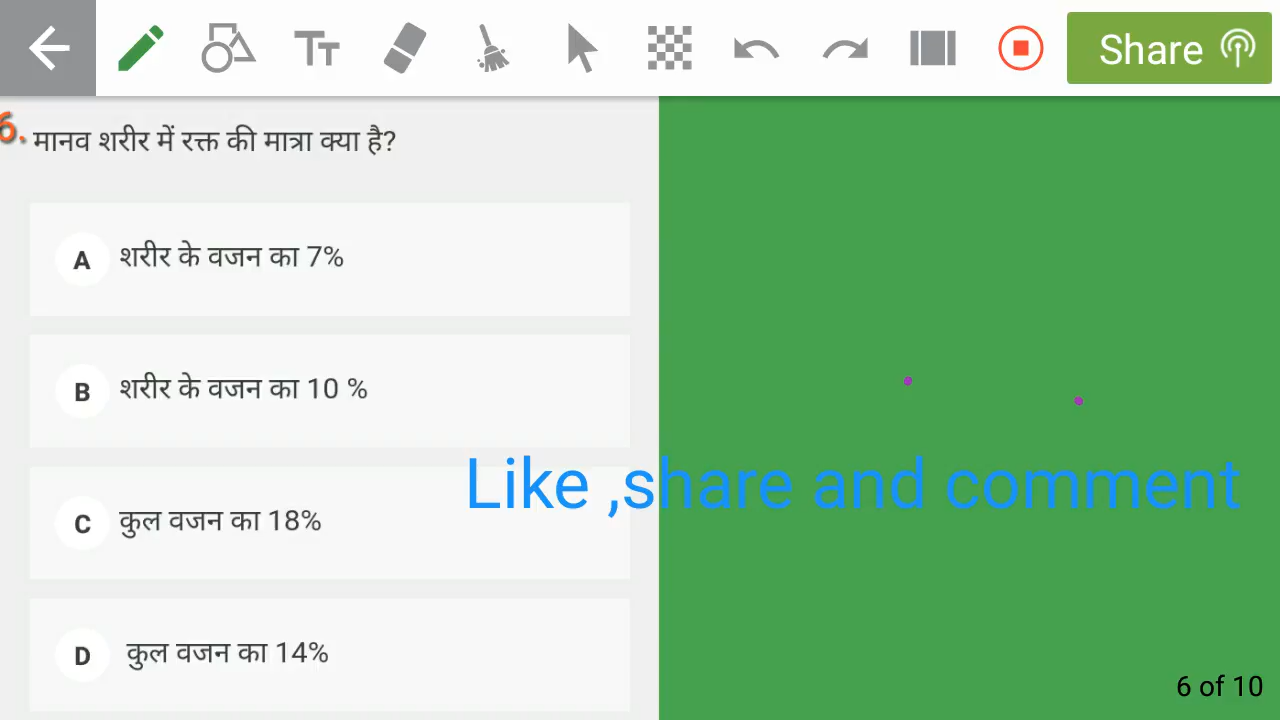 Share
6. मानव शरीर में रक्त की मात्रा क्या है?
A शरीर के वजन का 7%
B शरीर के वजन का 10 %
Like ,share and comment
C कुल वजन का 18%
D कुल वजन का 14%
6 of 10